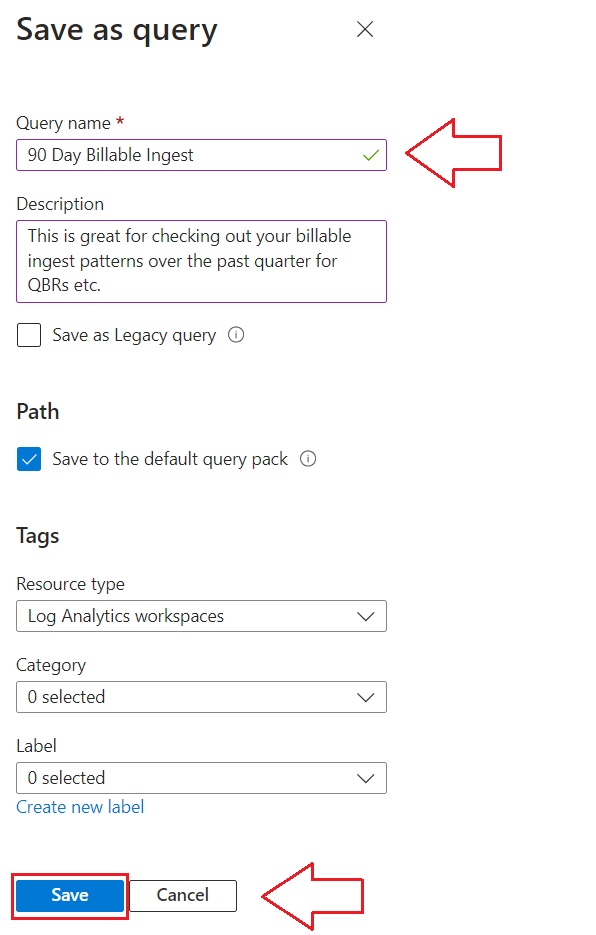 Save as query
Query name *
90 Day Billable Ingest
Description
This is great for checking out your billable
ingest patterns over the past quarter for
QBRs etc.
Save as Legacy query
Path
Save to the default query pack
Tags
Resource type
Log Analytics workspaces
Category
0 selected
Label
0 selected
Create new label
Save Cancel